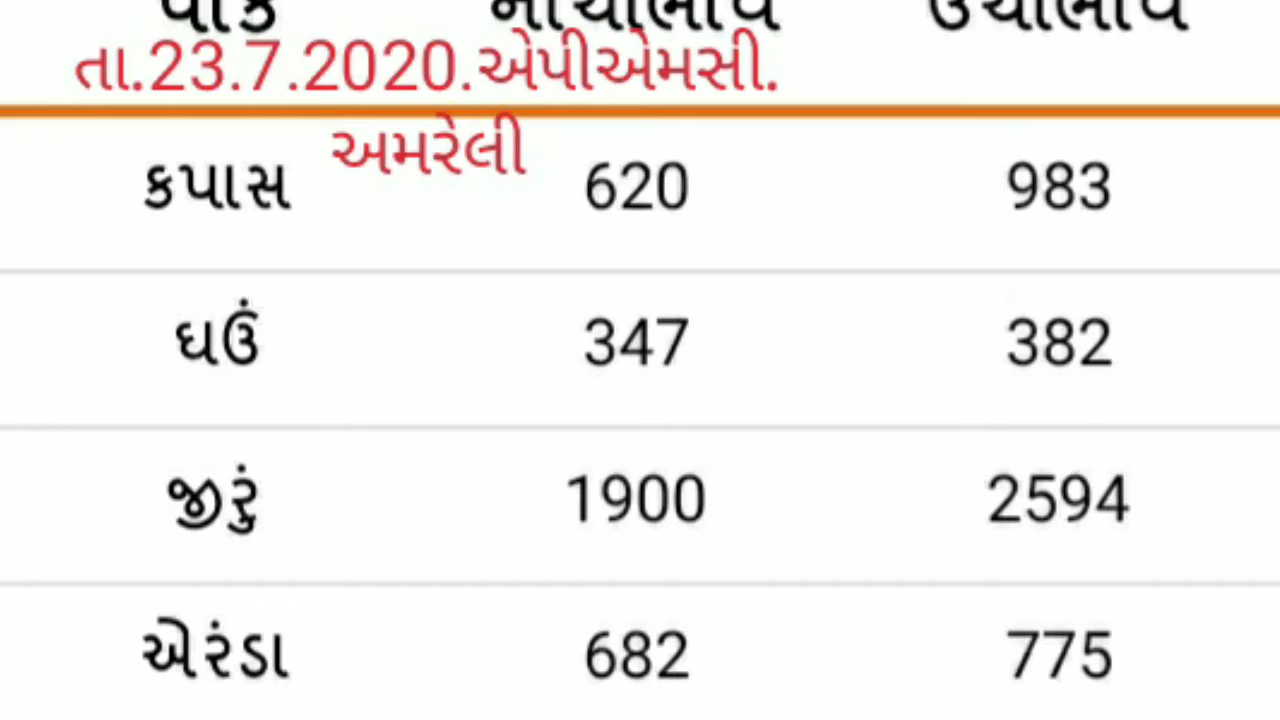 પાક નીચોભાવ ઉંચોભાવ
તા.23.7.2020.એપીએમસી.
અમરેલી
કપાસ 620 983
ઘઉં 347 382
જીરું 1900 2594
એરંડા 682 775